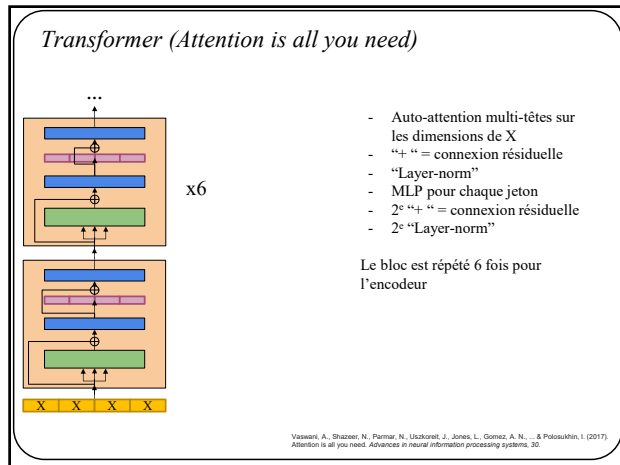 Transformer (Attention is all you need)
...
x6
- Auto-attention multi-têtes sur
les dimensions de X
- “+ “ = connexion résiduelle
- “Layer-norm”
- MLP pour chaque jeton
- 2e “+ “ = connexion résiduelle
- 2e “Layer-norm”
Le bloc est répété 6 fois pour
l’encodeur
X X X X
Vaswani, A., Shazeer, N., Parmar, N., Uszkoreit, J., Jones, L., Gomez, A. N., ... & Polosukhin, I. (2017).
Attention is all you need. Advances in neural information processing systems, 30.